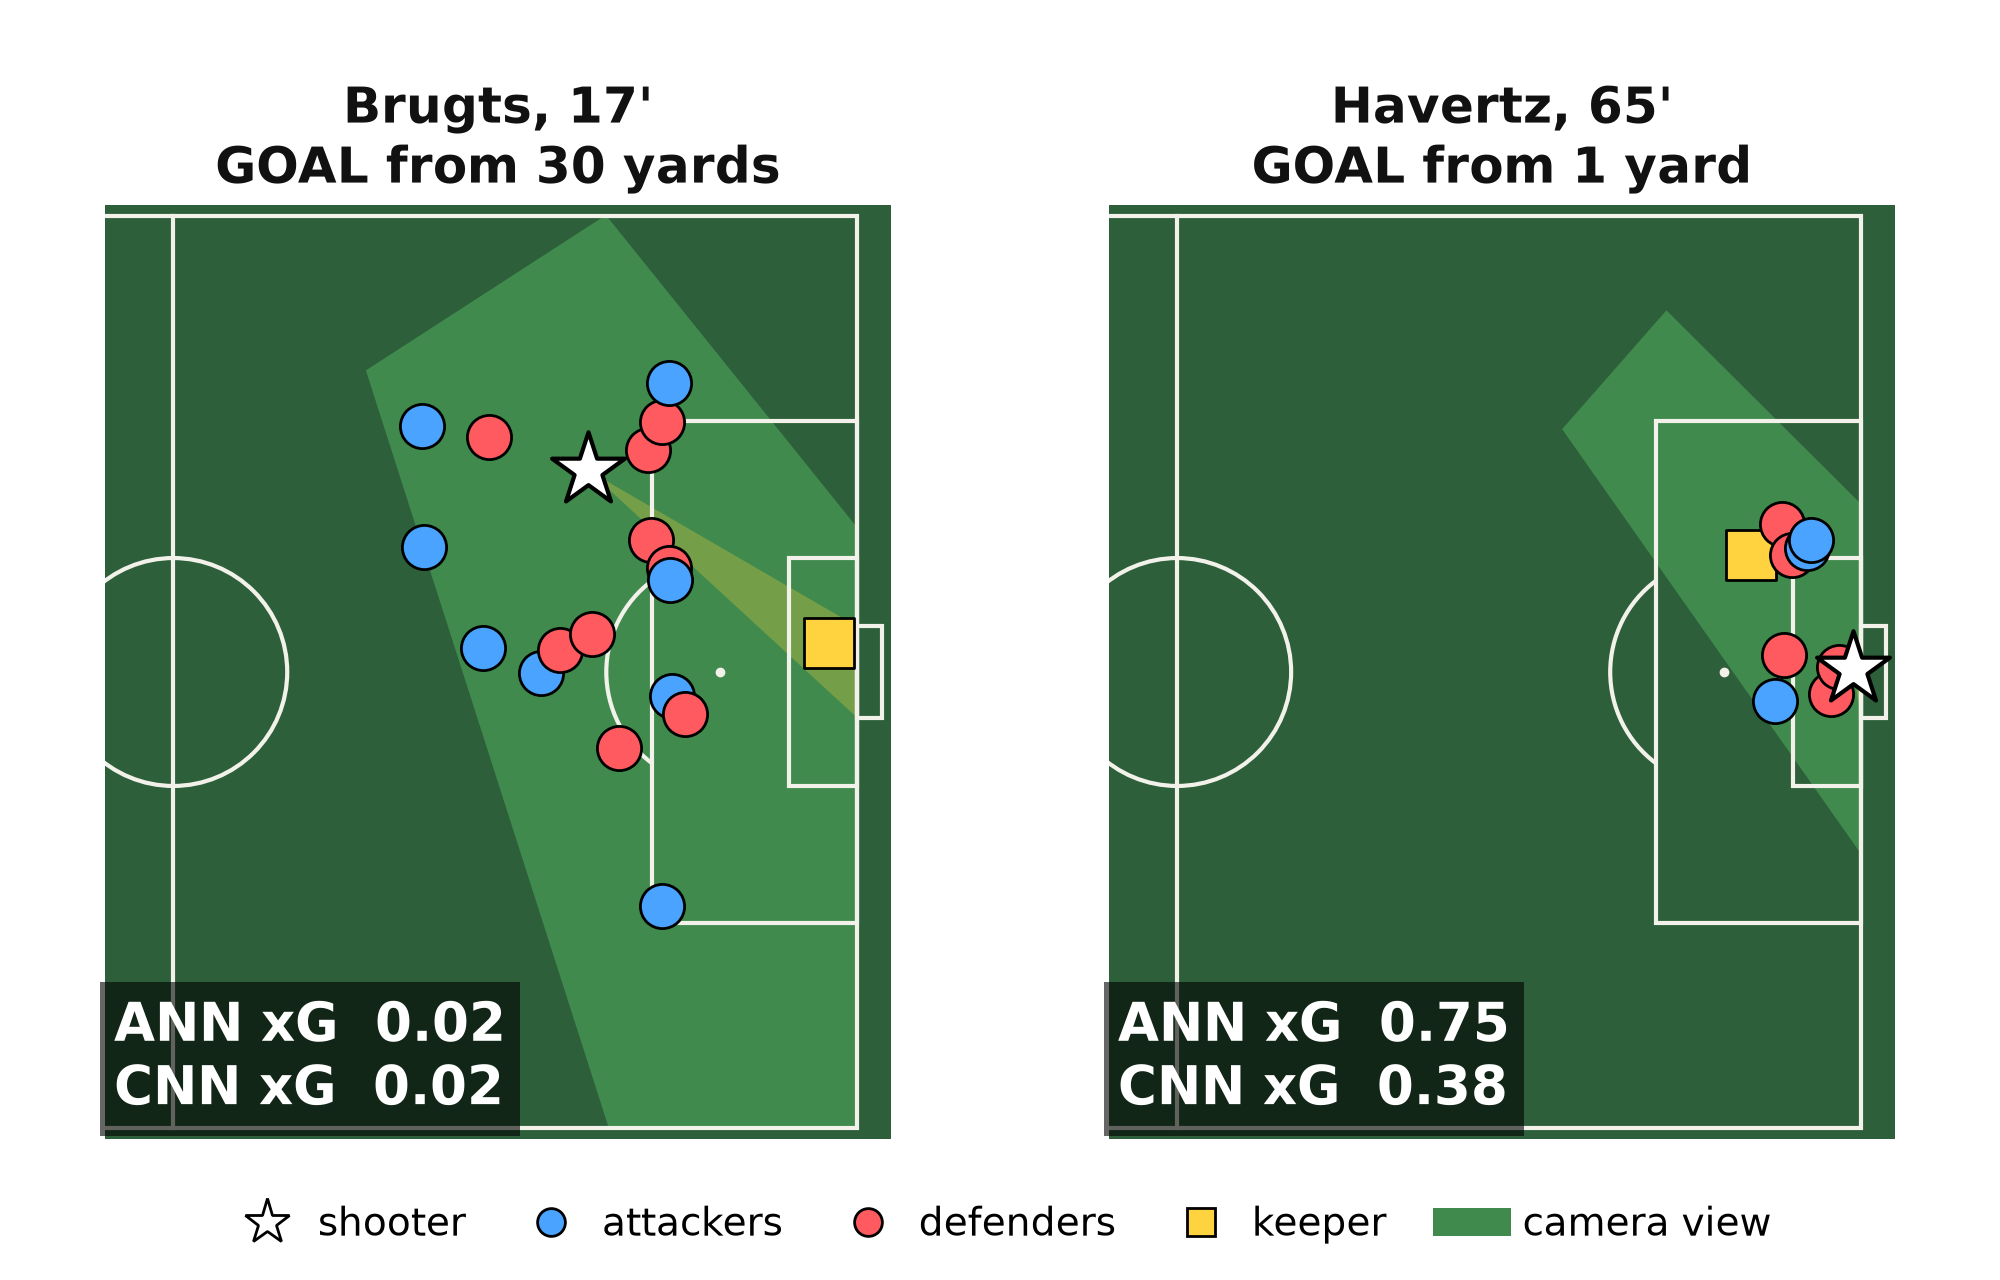 Brugts, 17'
GOAL from 30 yards
Havertz, 65'
GOAL from 1 yard
ANN xG 0.02
CNN xG 0.02
ANN xG 0.75
CNN xG 0.38
shooter attackers defenders keeper camera view